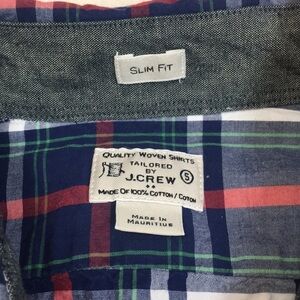 SLIM FIT
QUALITY WOVEN SHIRTS
TAILORED
BY
J.CREW
S
MADE OF 100% COTTON / COTON
MADE IN
MAURITIUS